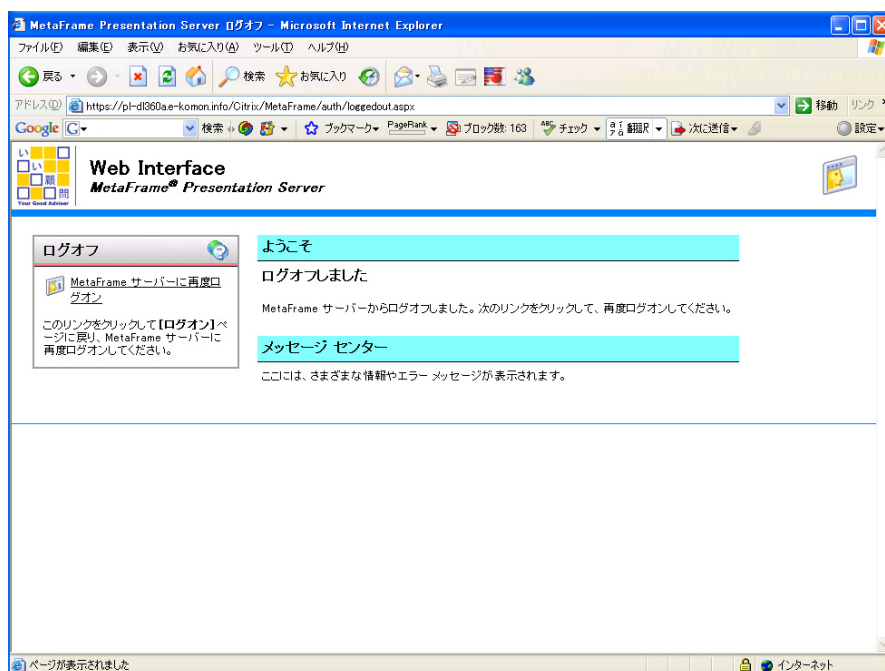 MetaFrame Presentation Server ログオフ - Microsoft Internet Explorer
ファイル(F) 編集(E) 表示(V) お気に入り(A) ツール(T) ヘルプ(H)
戻る 検索 お気に入り
アドレス(D) https://pl-dl360a.e-komon.info/Citrix/MetaFrame/auth/loggedout.aspx 移動 リンク
Google G 検索 ブックマーク PageRank ブロック数: 163 ABC チェック 翻訳 次に送信 設定
いい顧問
Your Good Adviser
Web Interface
MetaFrame® Presentation Server
ログオフ
MetaFrame サーバーに再度ロ
グオン
このリンクをクリックして[ログオン]ペ
ージに戻り、MetaFrame サーバーに
再度ログオンしてください。
ようこそ
ログオフしました
MetaFrame サーバーからログオフしました。次のリンクをクリックして、再度ログオンしてください。
メッセージ センター
ここには、さまざまな情報やエラー メッセージが表示されます。
ページが表示されました インターネット